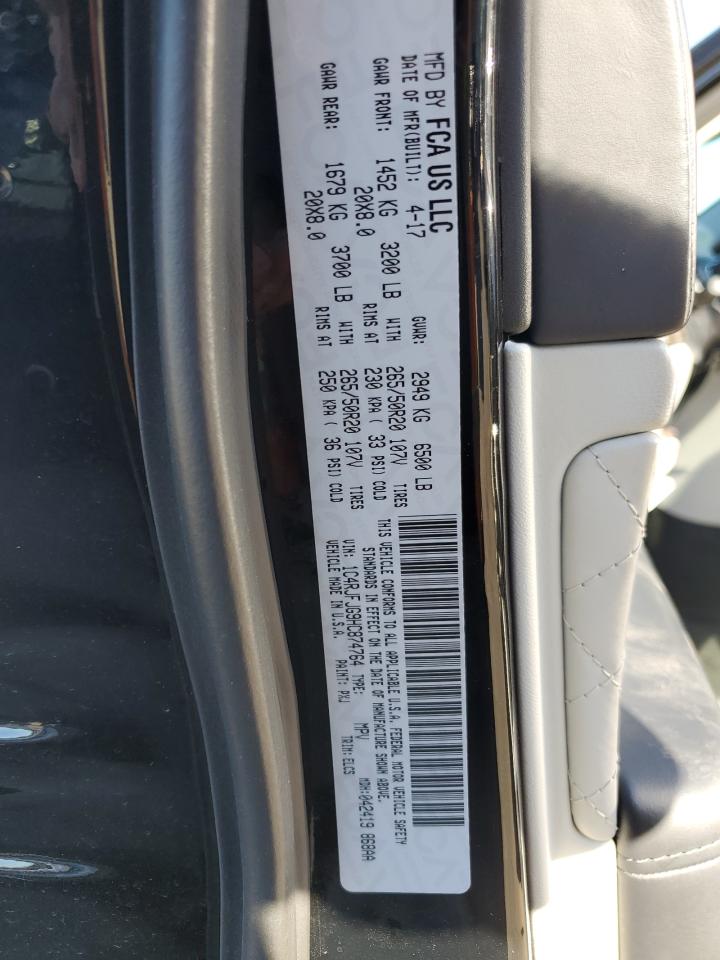 MFD BY FCA US LLC
DATE OF MFR(BUILT): 4-17 GVWR: 2949 KG 6500 LB
GAWR FRONT: 1452 KG 3200 LB WITH 265/50R20 107V TIRES
20X8.0 RIMS AT 230 KPA ( 33 PSI) COLD
GAWR REAR: 1679 KG 3700 LB WITH 265/50R20 107V TIRES
20X8.0 RIMS AT 250 KPA ( 36 PSI) COLD
THIS VEHICLE CONFORMS TO ALL APPLICABLE U.S.A. FEDERAL MOTOR VEHICLE SAFETY
STANDARDS IN EFFECT ON THE DATE OF MANUFACTURE SHOWN ABOVE.
VIN: 1C4RJFJG9HC874764 TYPE: MPV MDH:042419 868AA
VEHICLE MADE IN U.S.A. PAINT: PXJ TRIM:ELCS